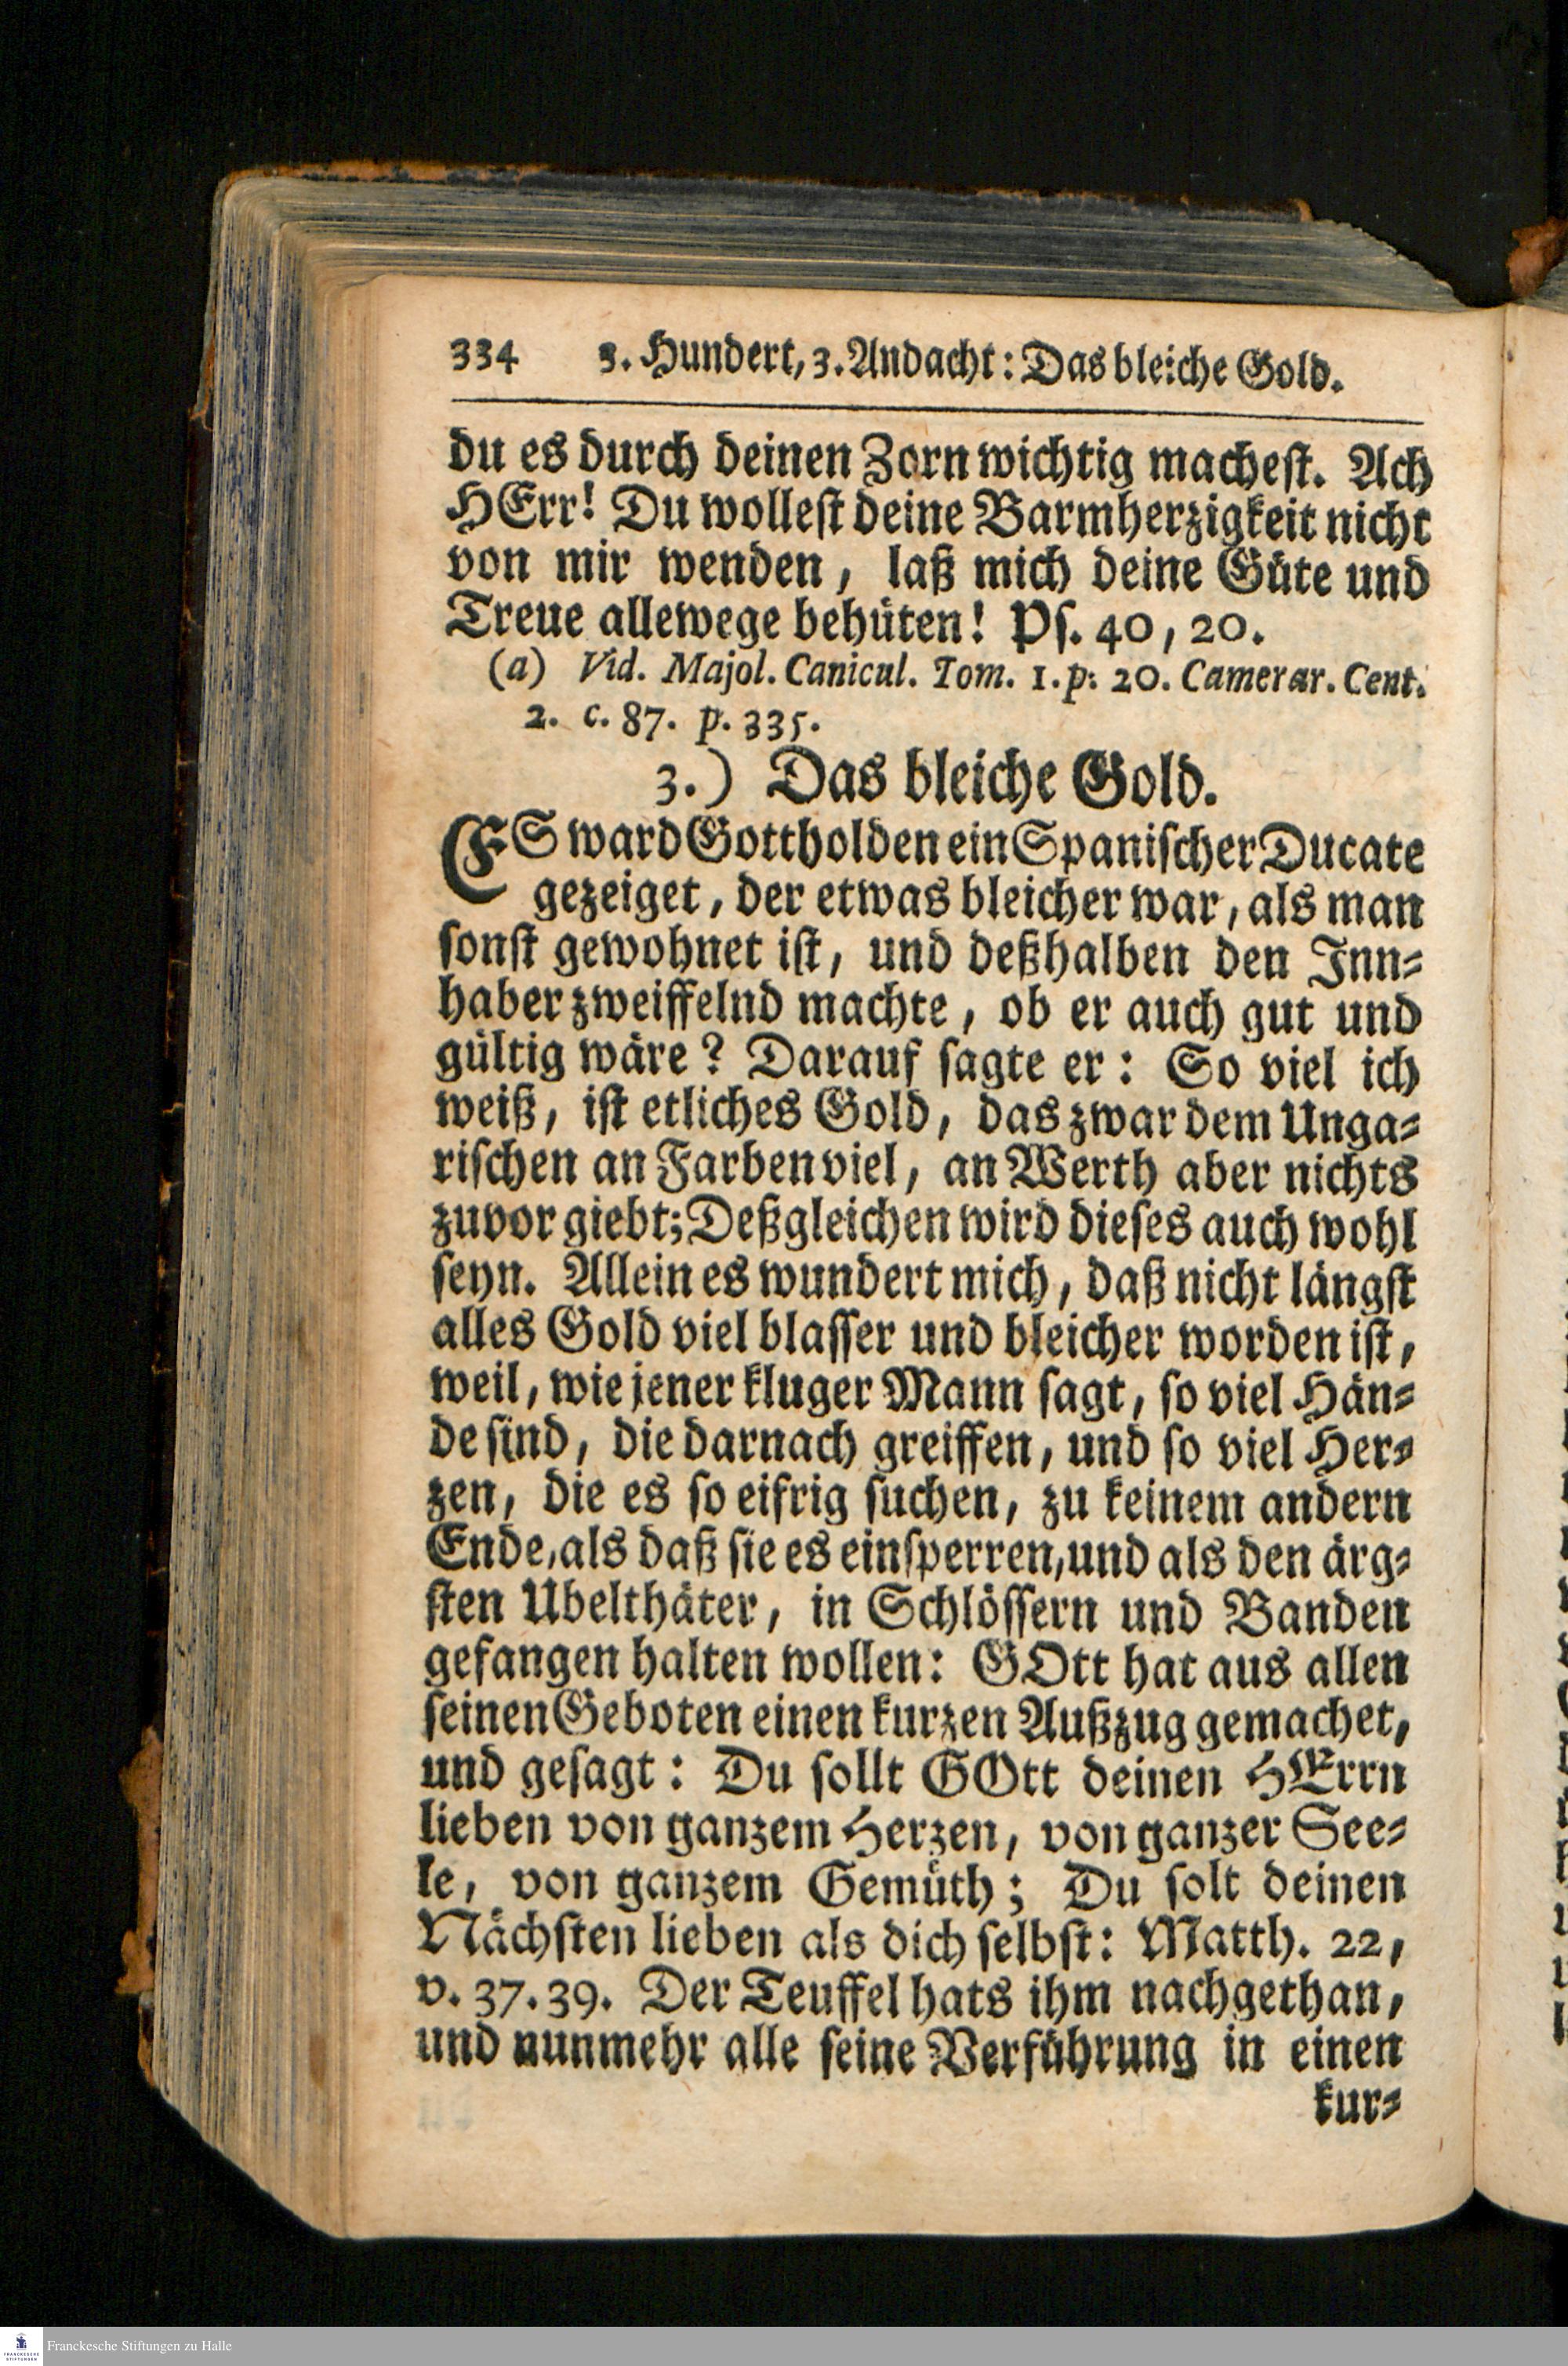 334 3. Hundert, 3. Andacht: Das bleiche Gold.
du es durch deinen Zorn wichtig machest. Ach
HErr! Du wollest deine Barmherzigkeit nicht
von mir wenden, laß mich deine Güte und
Treue allewege behüten! Ps. 40, 20.
(a) Vid. Majol. Canicul. Tom. 1. p. 20. Camerar. Cent.
2. c. 87. p. 335.
3.) Das bleiche Gold.
ES ward Gottholden ein Spanischer Ducate
gezeiget, der etwas bleicher war, als man
sonst gewohnet ist, und deßhalben den Inn-
haber zweiffelnd machte, ob er auch gut und
gültig wäre? Darauf sagte er: So viel ich
weiß, ist etliches Gold, das zwar dem Unga-
rischen an Farben viel, an Werth aber nichts
zuvor giebt; Deßgleichen wird dieses auch wohl
seyn. Allein es wundert mich, daß nicht längst
alles Gold viel blasser und bleicher worden ist,
weil, wie jener kluger Mann sagt, so viel Hän-
de sind, die darnach greiffen, und so viel Her-
zen, die es so eifrig suchen, zu keinem andern
Ende, als daß sie es einsperren, und als den ärg-
sten Ubelthäter, in Schlössern und Banden
gefangen halten wollen: GOtt hat aus allen
seinen Geboten einen kurzen Außzug gemachet,
und gesagt: Du sollt GOtt deinen HErrn
lieben von ganzem Herzen, von ganzer See-
le, von ganzem Gemüth; Du solt deinen
Nächsten lieben als dich selbst: Matth. 22,
v. 37. 39. Der Teuffel hats ihm nachgethan,
und nunmehr alle seine Verführung in einen
kur-
Franckesche Stiftungen zu Halle